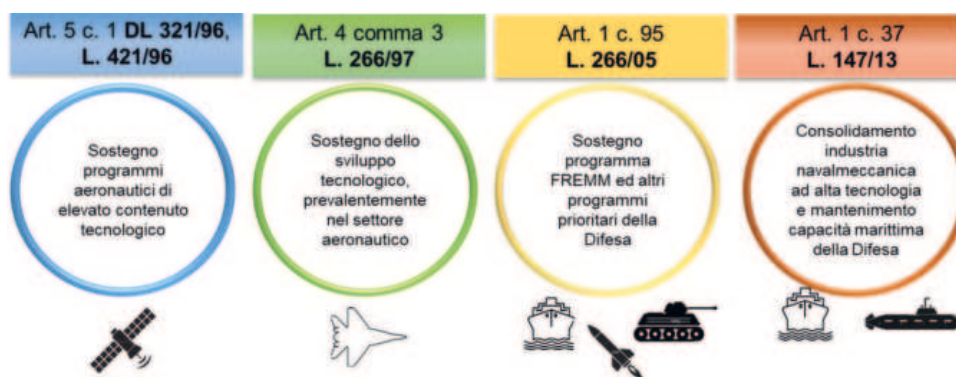 Art. 5 c. 1 DL 321/96,
L. 421/96
Art. 4 comma 3
L. 266/97
Art. 1 c. 95
L. 266/05
Art. 1 c. 37
L. 147/13
Sostegno
programmi
aeronautici di
elevato contenuto
tecnologico
Sostegno dello
sviluppo
tecnologico,
prevalentemente
nel settore
aeronautico
Sostegno
programma
FREMM ed altri
programmi
prioritari della
Difesa
Consolidamento
industria
navalmeccanica
ad alta tecnologia
e mantenimento
capacità marittima
della Difesa